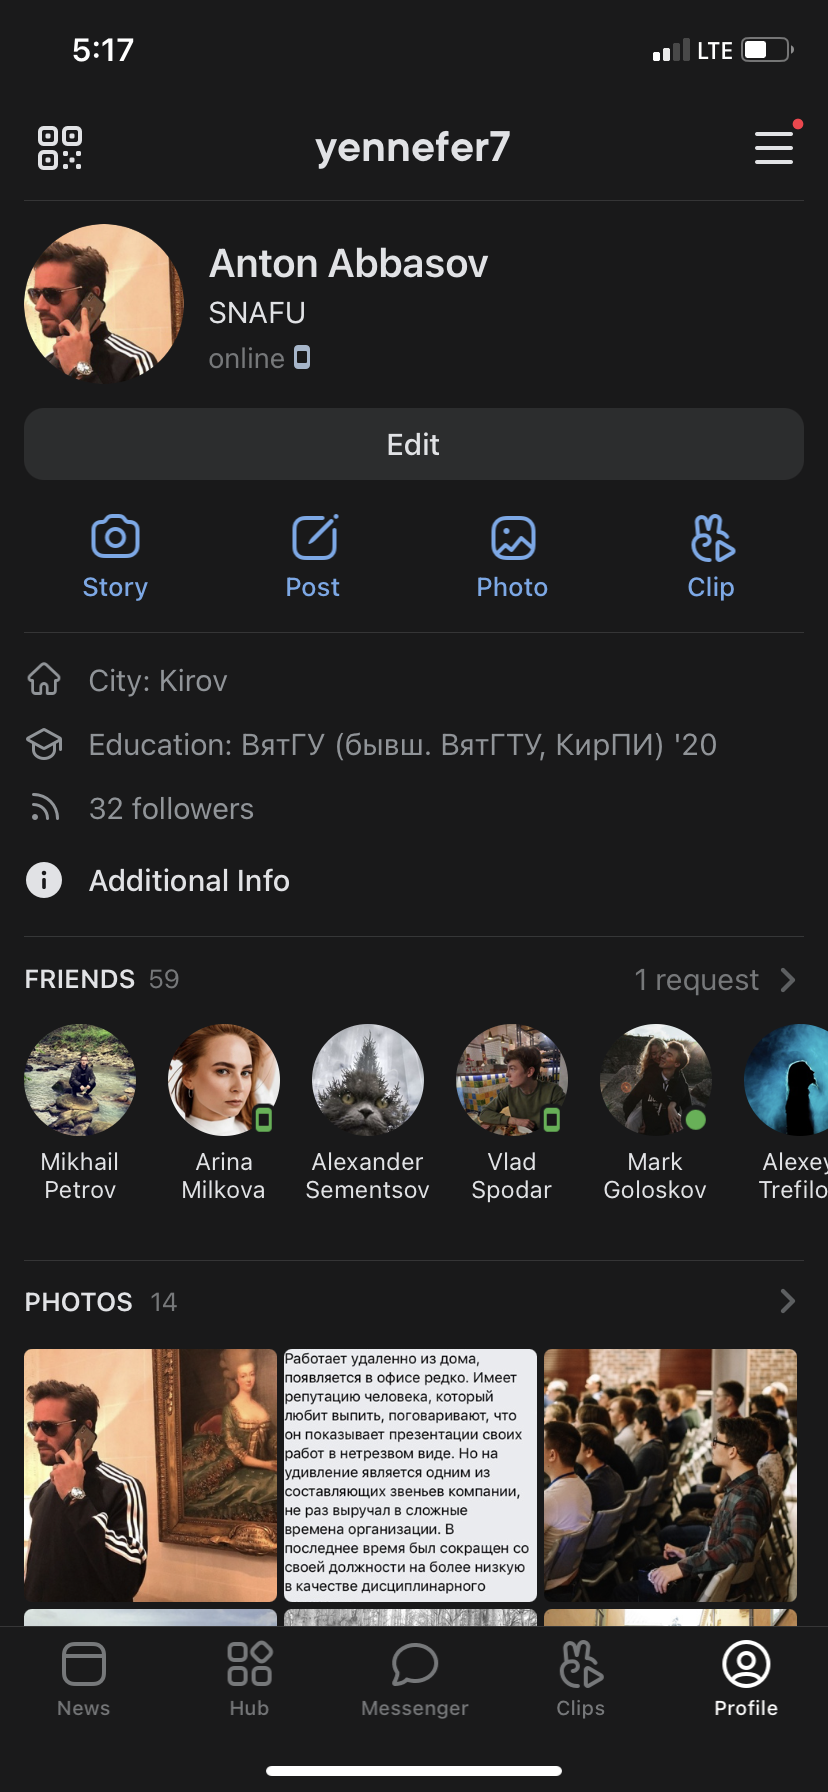 5:17
LTE
yennefer7
Anton Abbasov
SNAFU
online
Edit
Story
Post
Photo
Clip
City: Kirov
Education: ВятГУ (бывш. ВятГТУ, КирПИ) '20
32 followers
Additional Info
FRIENDS 59
1 request
Mikhail
Petrov
Arina
Milkova
Alexander
Sementsov
Vlad
Spodar
Mark
Goloskov
Alexey
Trefilo
PHOTOS 14
Работает удаленно из дома,
появляется в офисе редко. Имеет
репутацию человека, который
любит выпить, поговаривают, что
он показывает презентации своих
работ в нетрезвом виде. Но на
удивление является одним из
составляющих звеньев компании,
не раз выручал в сложные
времена организации. В
последнее время был сокращен со
своей должности на более низкую
в качестве дисциплинарного
News
Hub
Messenger
Clips
Profile